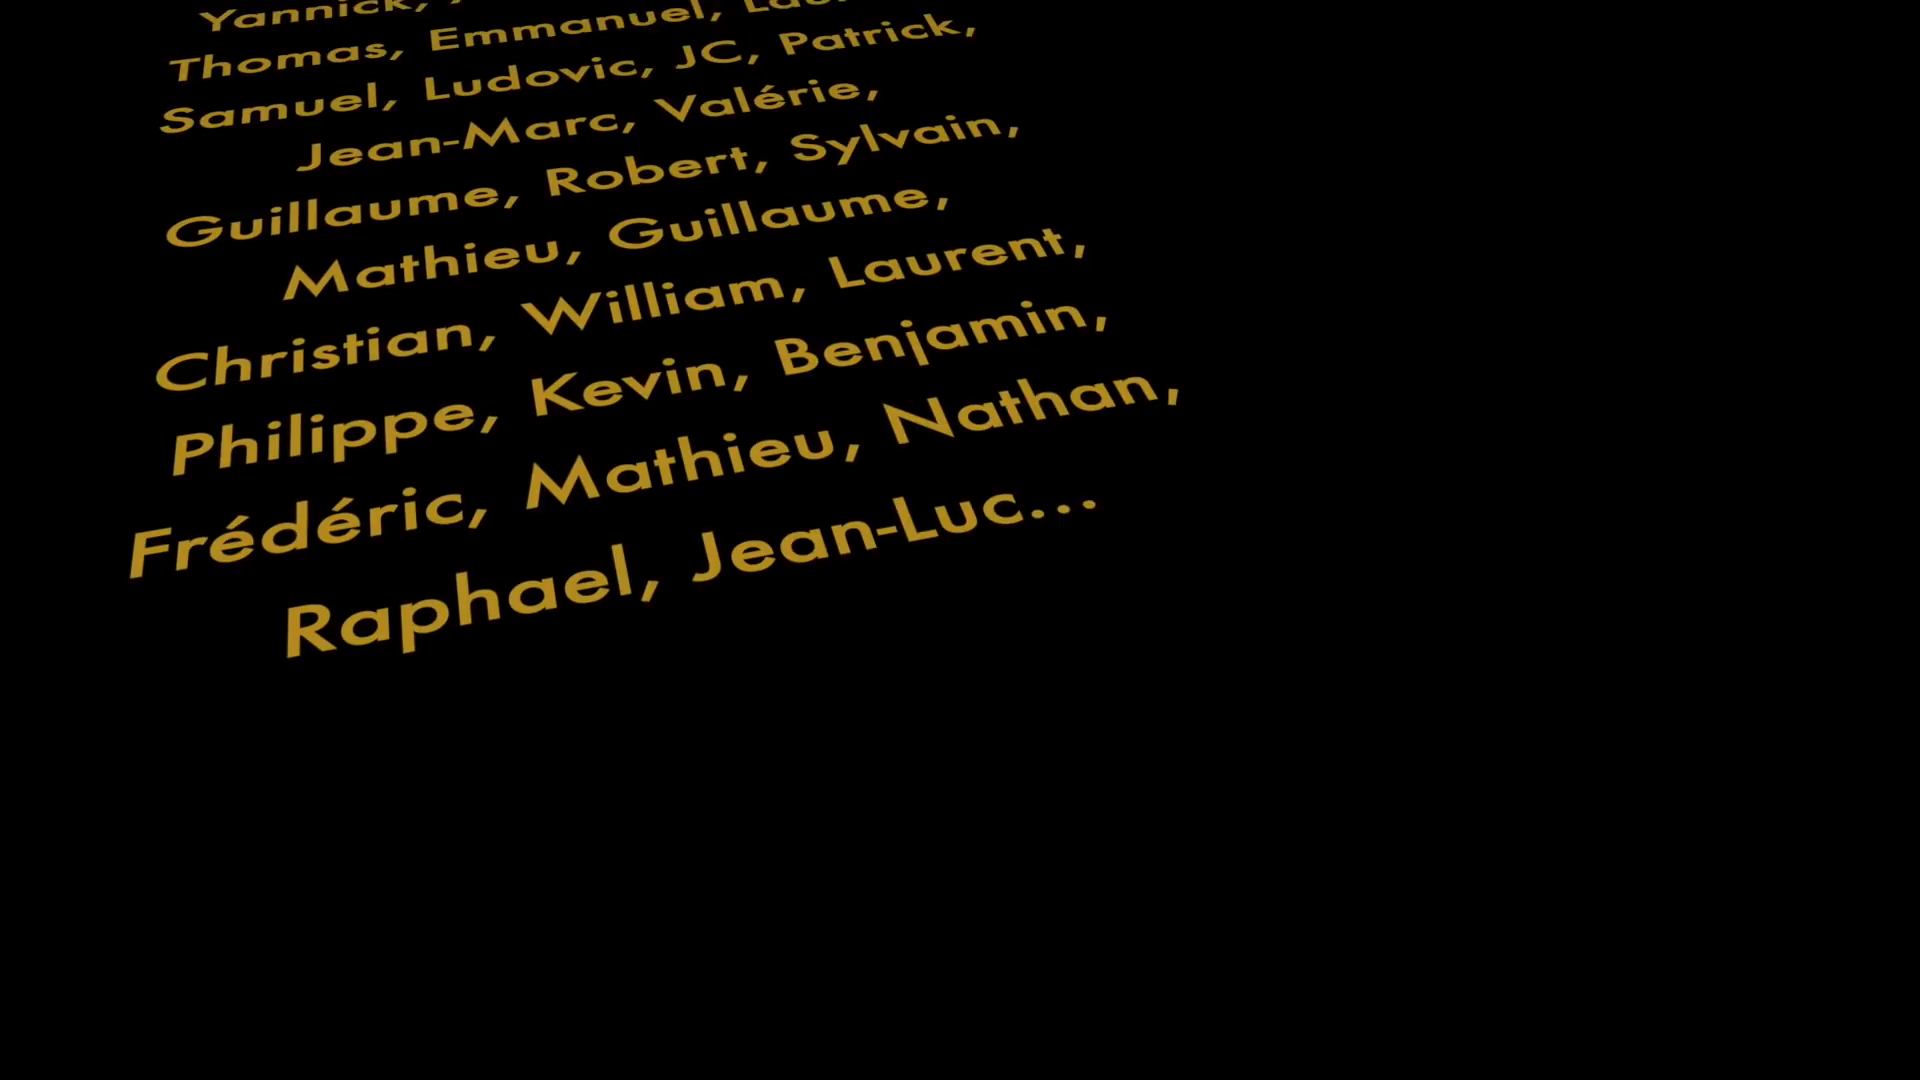 Yannick,
Thomas, Emmanuel,
Samuel, Ludovic, JC, Patrick,
Jean-Marc, Valérie,
Guillaume, Robert, Sylvain,
Mathieu, Guillaume,
Christian, William, Laurent,
Philippe, Kevin, Benjamin,
Frédéric, Mathieu, Nathan,
Raphael, Jean-Luc...